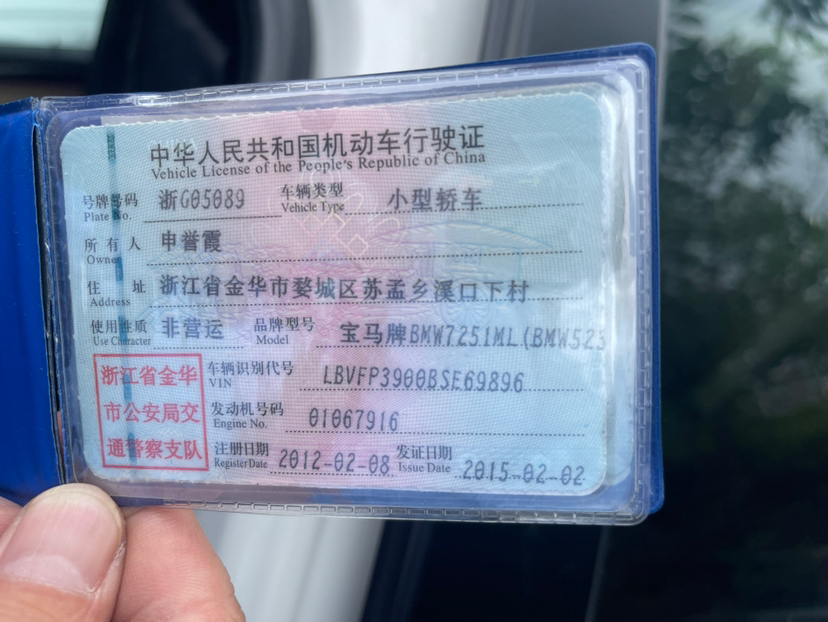 中华人民共和国机动车行驶证
Vehicle License of the People's Republic of China
号牌号码 浙G05089 车辆类型 小型轿车
Plate No. Vehicle Type
所有人 申誉霞
Owner
住址 浙江省金华市婺城区苏孟乡溪口下村
Address
使用性质 非营运 品牌型号 宝马牌BMW7251ML(BMW523
Use Character Model
浙江省金华
市公安局交
通警察支队
车辆识别代号 LBVFP3900BSE69896
VIN
发动机号码 01067916
Engine No.
注册日期 2012-02-08 发证日期 2015-02-02
Register Date Issue Date